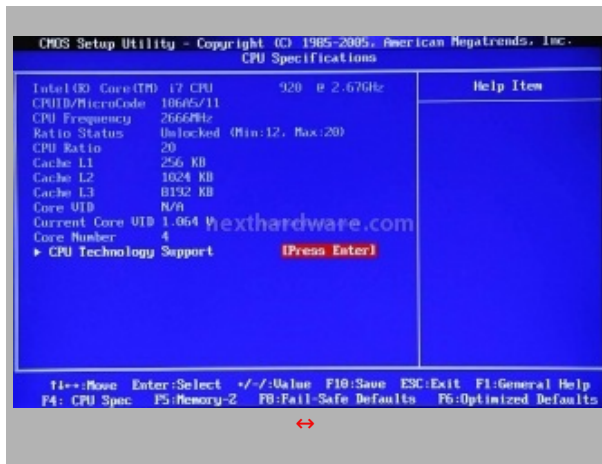 CMOS Setup Utility - Copyright (C) 1985-2005, American Megatrends, Inc.
CPU Specifications
Intel(R) Core(TM) i7 CPU 920 @ 2.67GHz
Help Item
CPUID/MicroCode 106A5/11
CPU Frequency 2666MHz
Ratio Status Unlocked (Min:12, Max:20)
CPU Ratio 20
Cache L1 256 KB
Cache L2 1024 KB
Cache L3 8192 KB
Core VID N/A
Current Core VID 1.064 V
nexthardware.com
Core Number 4
► CPU Technology Support [Press Enter]
↑↓←→:Move Enter:Select +/-/:Value F10:Save ESC:Exit F1:General Help
F4: CPU Spec F5:Memory-Z F8:Fail-Safe Defaults F6:Optimized Defaults